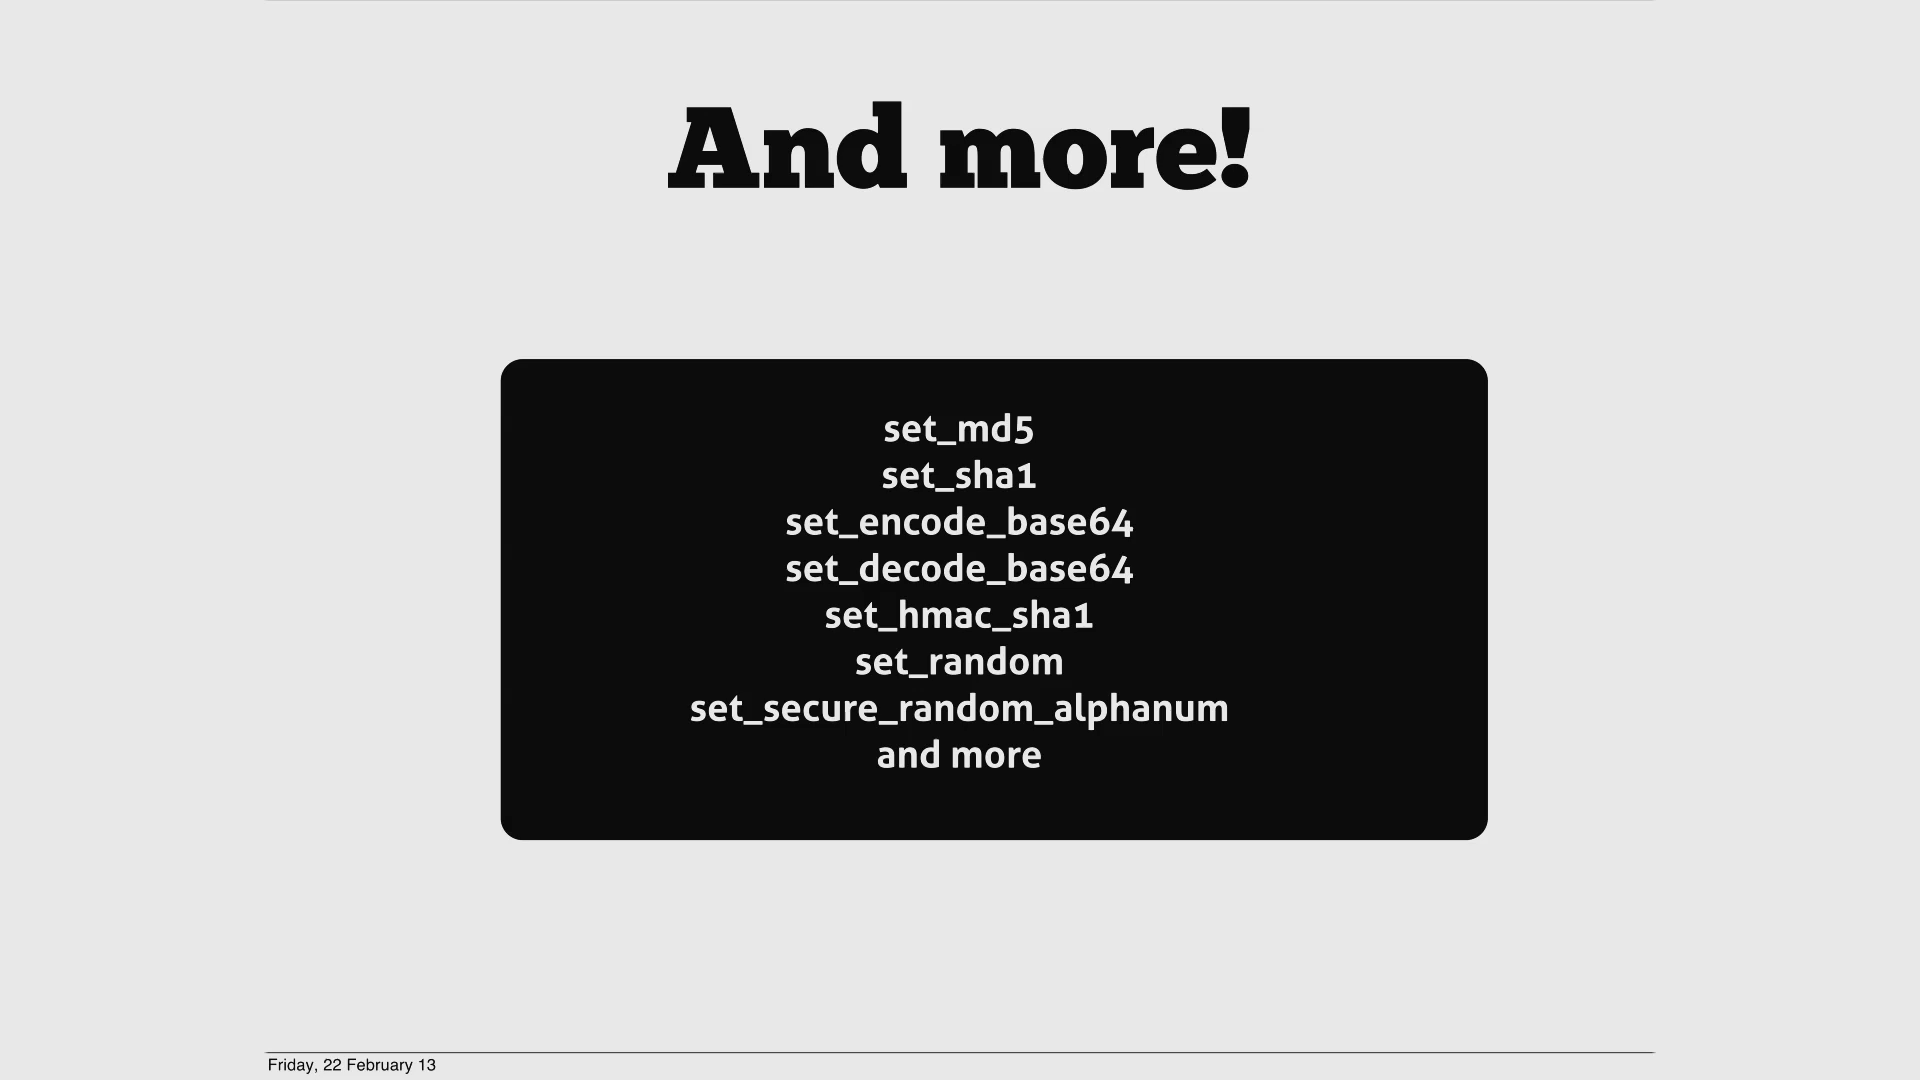 And more!
set_md5
set_sha1
set_encode_base64
set_decode_base64
set_hmac_sha1
set_random
set_secure_random_alphanum
and more
Friday, 22 February 13